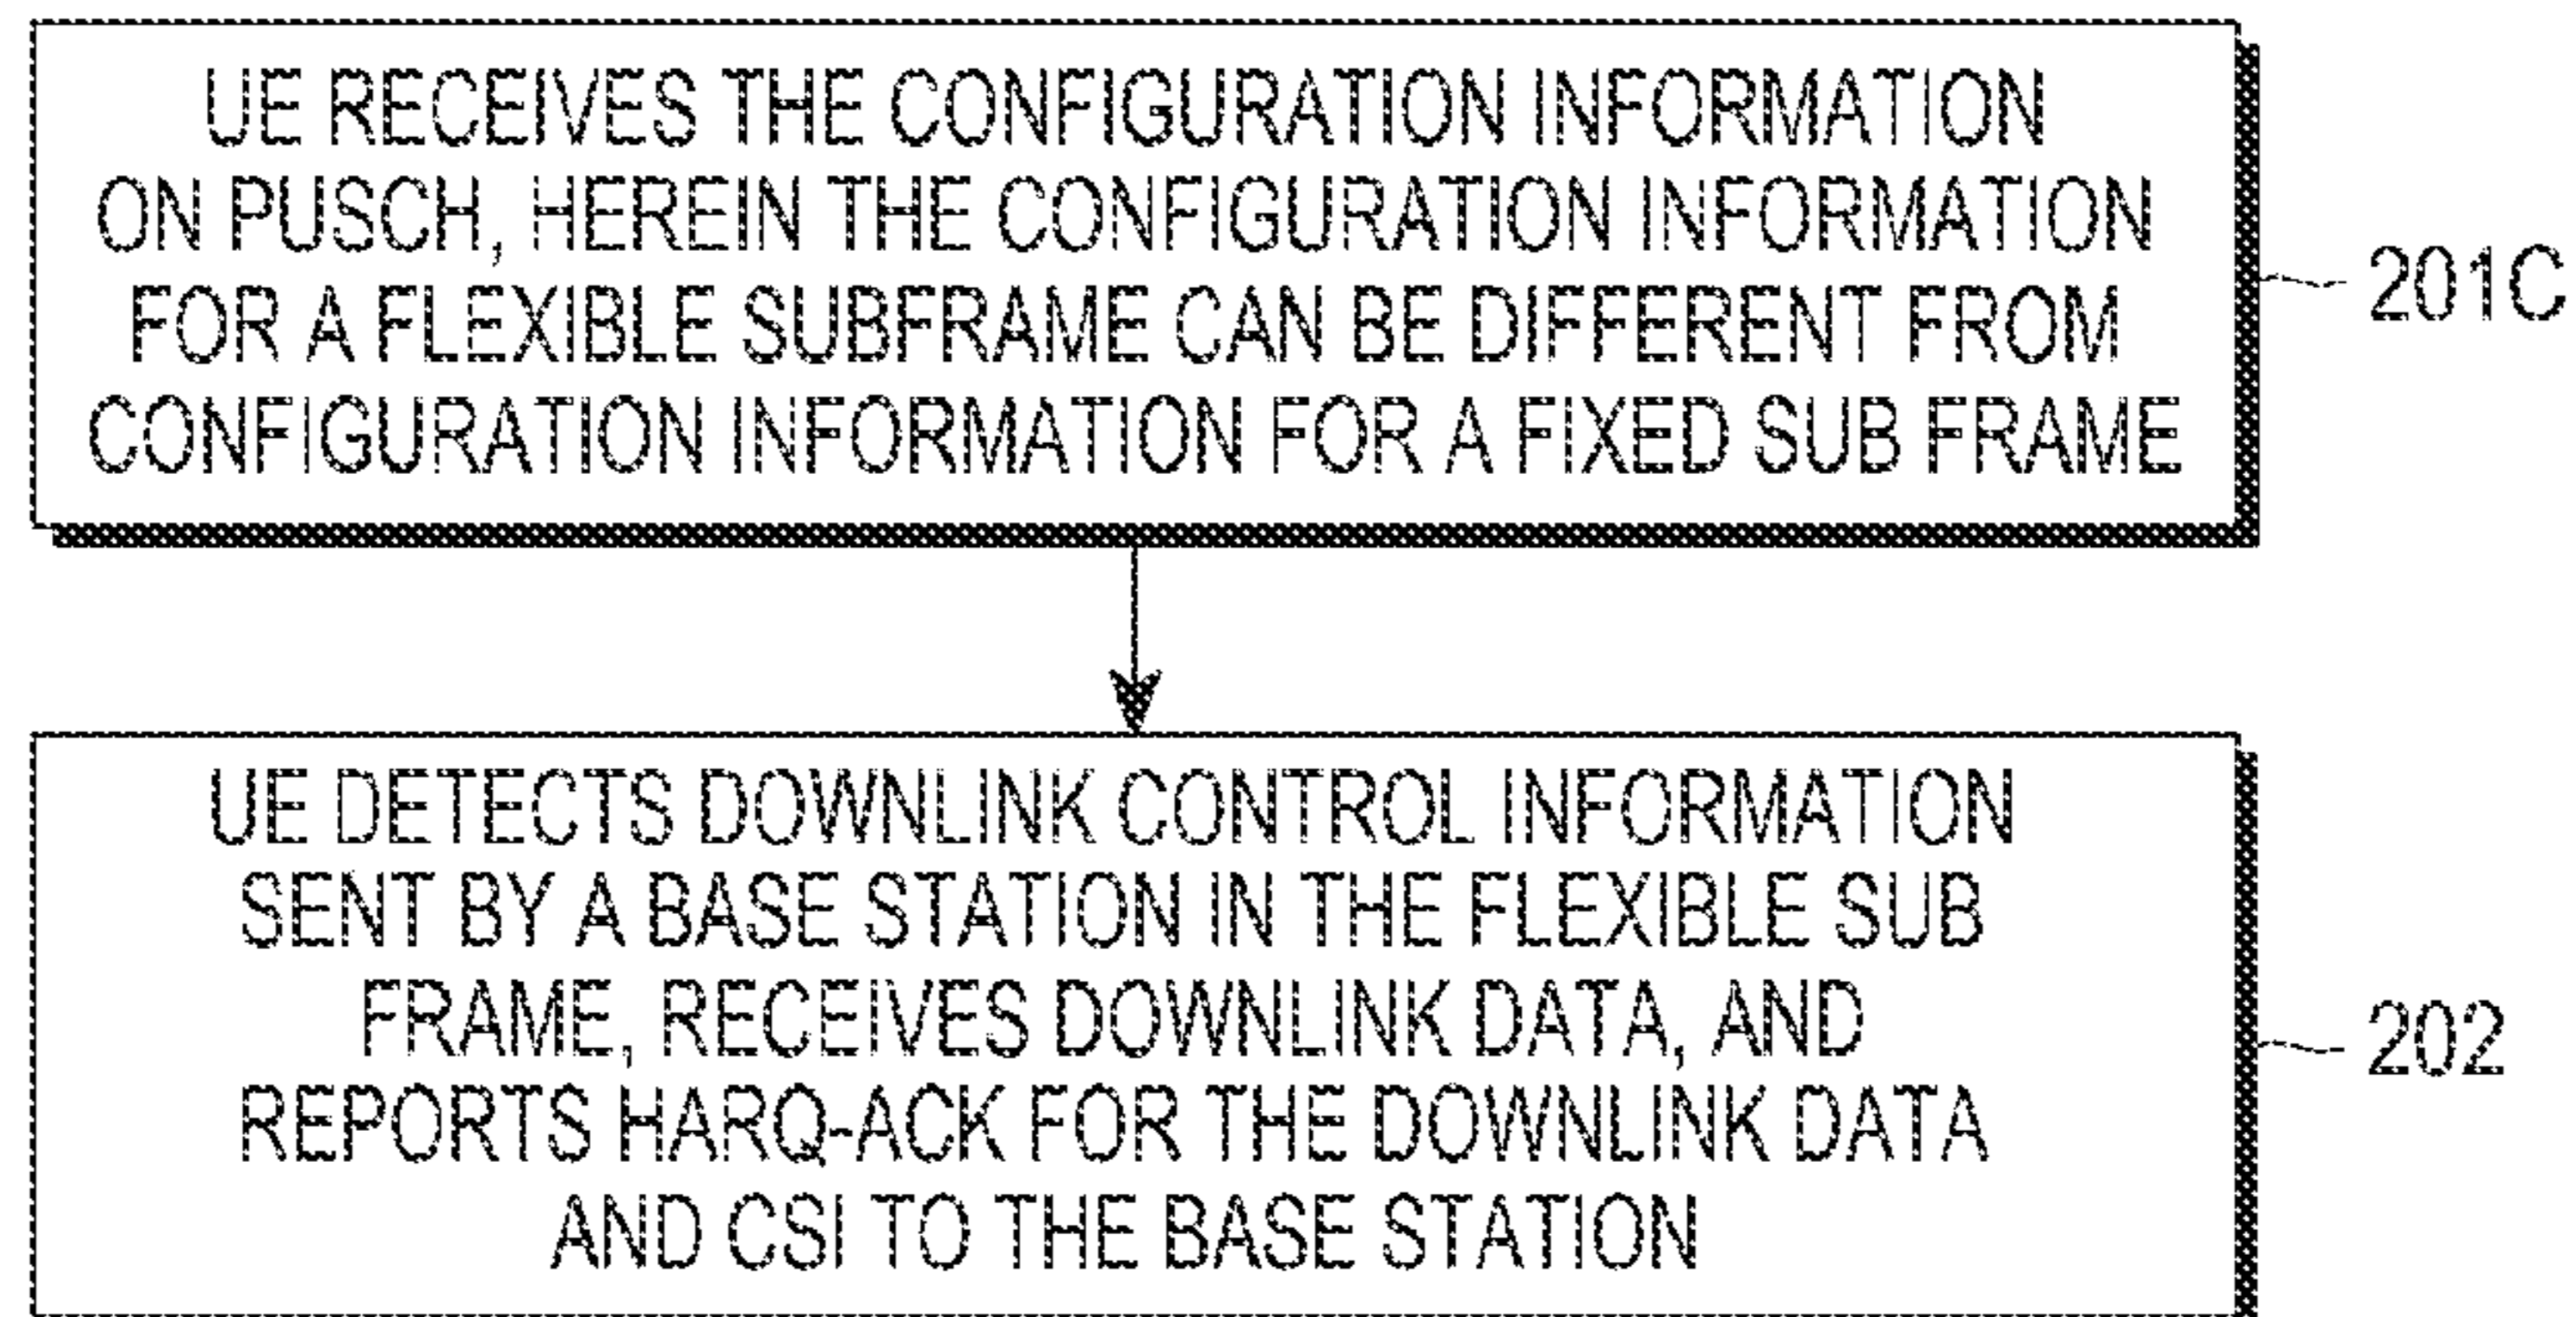 UE RECEIVES THE CONFIGURATION INFORMATION
ON PUSCH, HEREIN THE CONFIGURATION INFORMATION
FOR A FLEXIBLE SUBFRAME CAN BE DIFFERENT FROM
CONFIGURATION INFORMATION FOR A FIXED SUB FRAME
201C
UE DETECTS DOWNLINK CONTROL INFORMATION
SENT BY A BASE STATION IN THE FLEXIBLE SUB
FRAME, RECEIVES DOWNLINK DATA, AND
REPORTS HARQ-ACK FOR THE DOWNLINK DATA
AND CSI TO THE BASE STATION
202